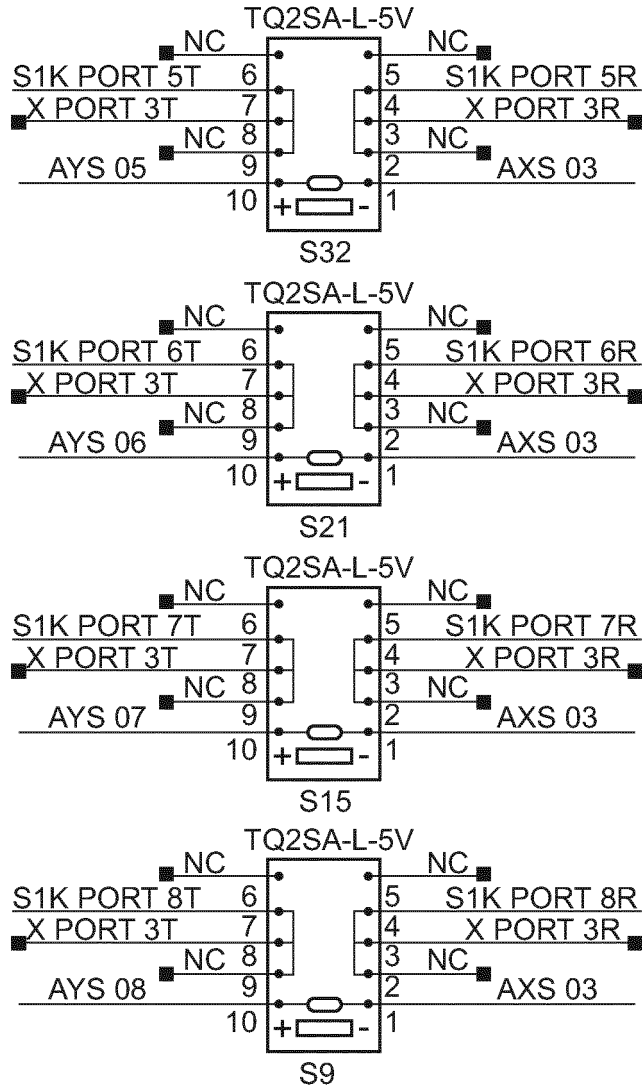 TQ2SA-L-5V
NC NC
S1K PORT 5T 6 5 S1K PORT 5R
X PORT 3T 7 4 X PORT 3R
NC 8 3 NC
AYS 05 9 2 AXS 03
10 + - 1
S32
TQ2SA-L-5V
NC NC
S1K PORT 6T 6 5 S1K PORT 6R
X PORT 3T 7 4 X PORT 3R
NC 8 3 NC
AYS 06 9 2 AXS 03
10 + - 1
S21
TQ2SA-L-5V
NC NC
S1K PORT 7T 6 5 S1K PORT 7R
X PORT 3T 7 4 X PORT 3R
NC 8 3 NC
AYS 07 9 2 AXS 03
10 + - 1
S15
TQ2SA-L-5V
NC NC
S1K PORT 8T 6 5 S1K PORT 8R
X PORT 3T 7 4 X PORT 3R
NC 8 3 NC
AYS 08 9 2 AXS 03
10 + - 1
S9